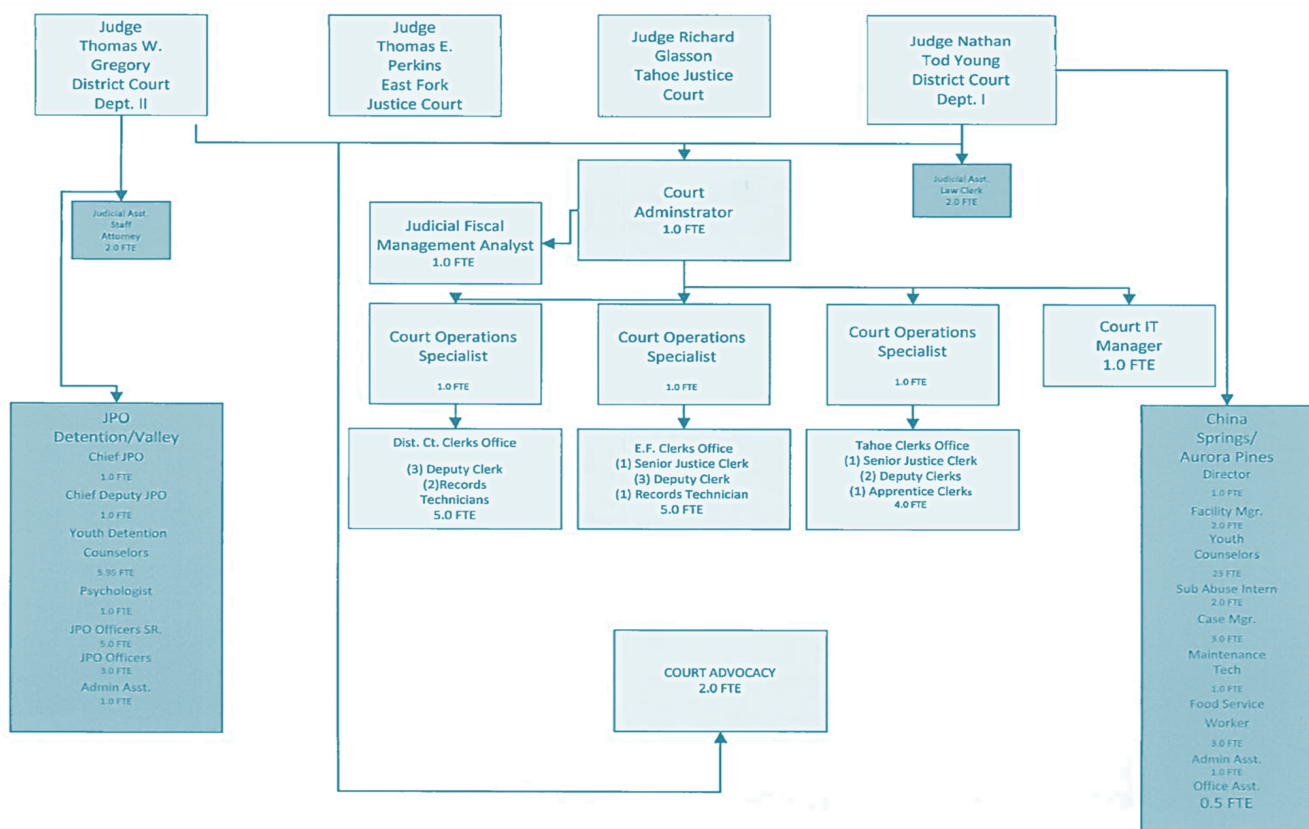 Judge
Thomas W.
Gregory
District Court
Dept. II
Judge
Thomas E.
Perkins
East Fork
Justice Court
Judge Richard
Glasson
Tahoe Justice
Court
Judge Nathan
Tod Young
District Court
Dept. I
Judicial Asst.
Staff
Attorney
2.0 FTE
Judicial Fiscal
Management Analyst
1.0 FTE
Court
Adminstrator
1.0 FTE
Judicial Asst.
Law Clerk
2.0 FTE
Court Operations
Specialist
1.0 FTE
Court Operations
Specialist
1.0 FTE
Court Operations
Specialist
1.0 FTE
Court IT
Manager
1.0 FTE
JPO
Detention/Valley
Chief JPO
1.0 FTE
Chief Deputy JPO
1.0 FTE
Youth Detention
Counselors
5.95 FTE
Psychologist
1.0 FTE
JPO Officers SR.
5.0 FTE
JPO Officers
3.0 FTE
Admin Asst.
1.0 FTE
Dist. Ct. Clerks Office
(3) Deputy Clerk
(2)Records
Technicians
5.0 FTE
E.F. Clerks Office
(1) Senior Justice Clerk
(3) Deputy Clerk
(1) Records Technician
5.0 FTE
Tahoe Clerks Office
(1) Senior Justice Clerk
(2) Deputy Clerks
(1) Apprentice Clerks
4.0 FTE
China
Springs/
Aurora Pines
Director
1.0 FTE
Facility Mgr.
2.0 FTE
Youth
Counselors
23 FTE
Sub Abuse Intern
2.0 FTE
Case Mgr.
3.0 FTE
Maintenance
Tech
1.0 FTE
Food Service
Worker
3.0 FTE
Admin Asst.
1.0 FTE
Office Asst.
0.5 FTE
COURT ADVOCACY
2.0 FTE